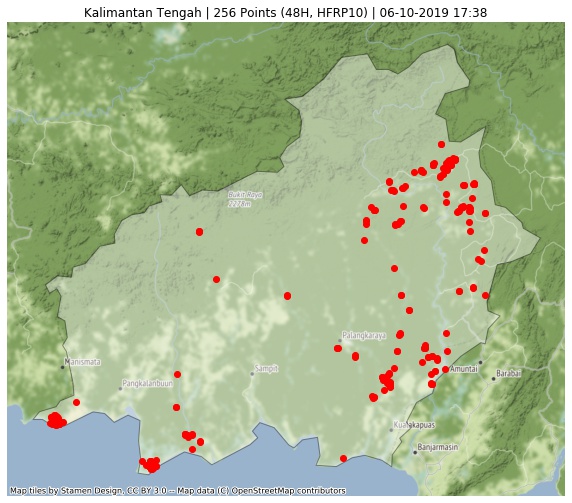 Kalimantan Tengah | 256 Points (48H, HFRP10) | 06-10-2019 17:38
Bukit Raya
2278m
Palangkaraya
Manismata
Sampit
Amuntai
Pangkalanbuun
Barabai
Kualakapuas
Banjarmasin
Map tiles by Stamen Design, CC BY 3.0 -- Map data (C) OpenStreetMap contributors